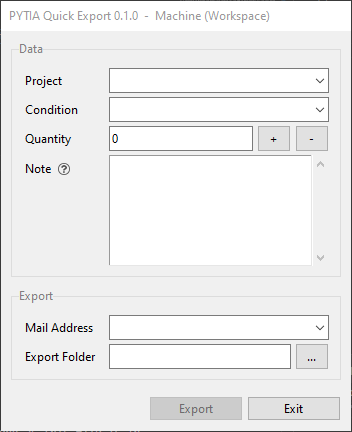 PYTIA Quick Export 0.1.0 - Machine (Workspace)
Data
Project
Condition
Quantity 0 + -
Note ?
Export
Mail Address
Export Folder ...
Export Exit